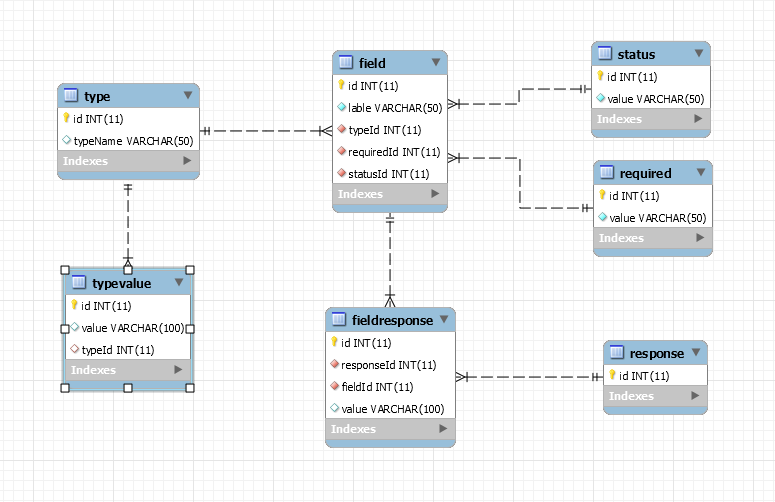 type
id INT(11)
typeName VARCHAR(50)
Indexes
field
id INT(11)
lable VARCHAR(50)
typeId INT(11)
requiredId INT(11)
statusId INT(11)
Indexes
status
id INT(11)
value VARCHAR(50)
Indexes
required
id INT(11)
value VARCHAR(50)
Indexes
typevalue
id INT(11)
value VARCHAR(100)
typeId INT(11)
Indexes
fieldresponse
id INT(11)
responseId INT(11)
fieldId INT(11)
value VARCHAR(100)
Indexes
response
id INT(11)
Indexes